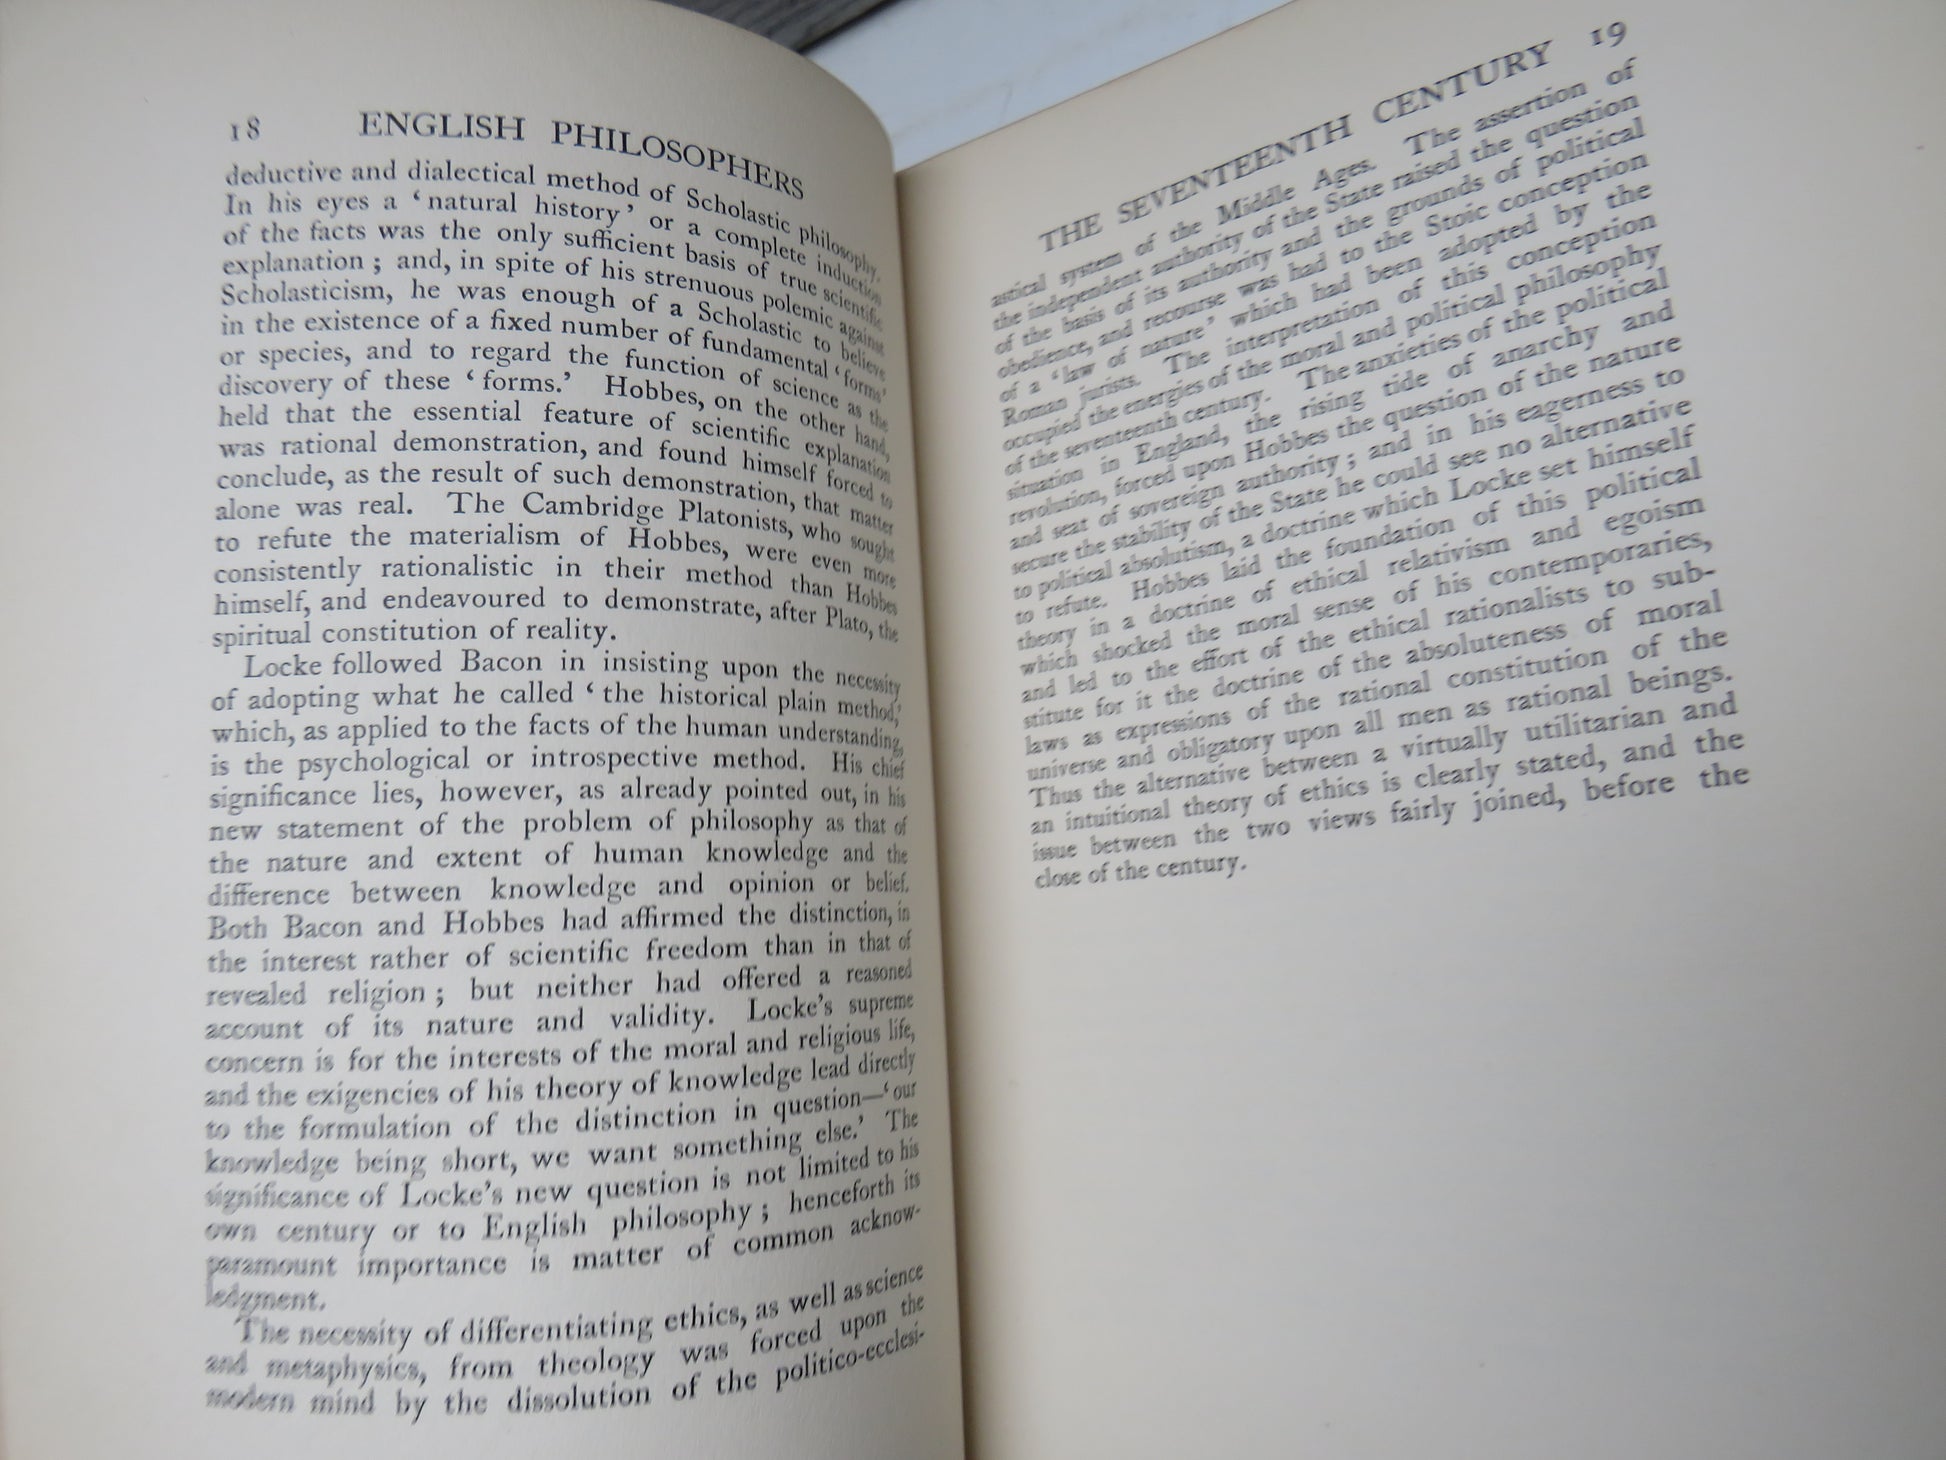 18 ENGLISH PHILOSOPHERS
deductive and dialectical method of Scholastic philosophy.
In his eyes a ‘natural history’ or a complete induction
of the facts was the only sufficient basis of true scientific
explanation ; and, in spite of his strenuous polemic against
Scholasticism, he was enough of a Scholastic to believe
in the existence of a fixed number of fundamental ‘forms’
or species, and to regard the function of science as the
discovery of these ‘forms.’ Hobbes, on the other hand,
held that the essential feature of scientific explanation
was rational demonstration, and found himself forced to
conclude, as the result of such demonstration, that matter
alone was real. The Cambridge Platonists, who sought
to refute the materialism of Hobbes, were even more
consistently rationalistic in their method than Hobbes
himself, and endeavoured to demonstrate, after Plato, the
spiritual constitution of reality.
Locke followed Bacon in insisting upon the necessity
of adopting what he called ‘the historical plain method,’
which, as applied to the facts of the human understanding,
is the psychological or introspective method. His chief
significance lies, however, as already pointed out, in his
new statement of the problem of philosophy as that of
the nature and extent of human knowledge and the
difference between knowledge and opinion or belief.
Both Bacon and Hobbes had affirmed the distinction, in
the interest rather of scientific freedom than in that of
revealed religion ; but neither had offered a reasoned
account of its nature and validity. Locke’s supreme
concern is for the interests of the moral and religious life,
and the exigencies of his theory of knowledge lead directly
to the formulation of the distinction in question—‘our
knowledge being short, we want something else.’ The
significance of Locke’s new question is not limited to his
own century or to English philosophy ; henceforth its
paramount importance is matter of common acknow-
ledgment.
The necessity of differentiating ethics, as well as science
and metaphysics, from theology was forced upon the
modern mind by the dissolution of the politico-ecclesi-
THE SEVENTEENTH CENTURY 19
astical system of the Middle Ages. The assertion of
the independent authority of the State raised the question
of the basis of its authority and the grounds of political
obedience, and recourse was had to the Stoic conception
of a ‘law of nature’ which had been adopted by the
Roman jurists. The interpretation of this conception
occupied the energies of the moral and political philosophy
of the seventeenth century. The anxieties of the political
situation in England, the rising tide of anarchy and
revolution, forced upon Hobbes the question of the nature
and seat of sovereign authority ; and in his eagerness to
secure the stability of the State he could see no alternative
to political absolutism, a doctrine which Locke set himself
to refute. Hobbes laid the foundation of this political
theory in a doctrine of ethical relativism and egoism
which shocked the moral sense of his contemporaries,
and led to the effort of the ethical rationalists to sub-
stitute for it the doctrine of the absoluteness of moral
laws as expressions of the rational constitution of the
universe and obligatory upon all men as rational beings.
Thus the alternative between a virtually utilitarian and
an intuitional theory of ethics is clearly stated, and the
issue between the two views fairly joined, before the
close of the century.